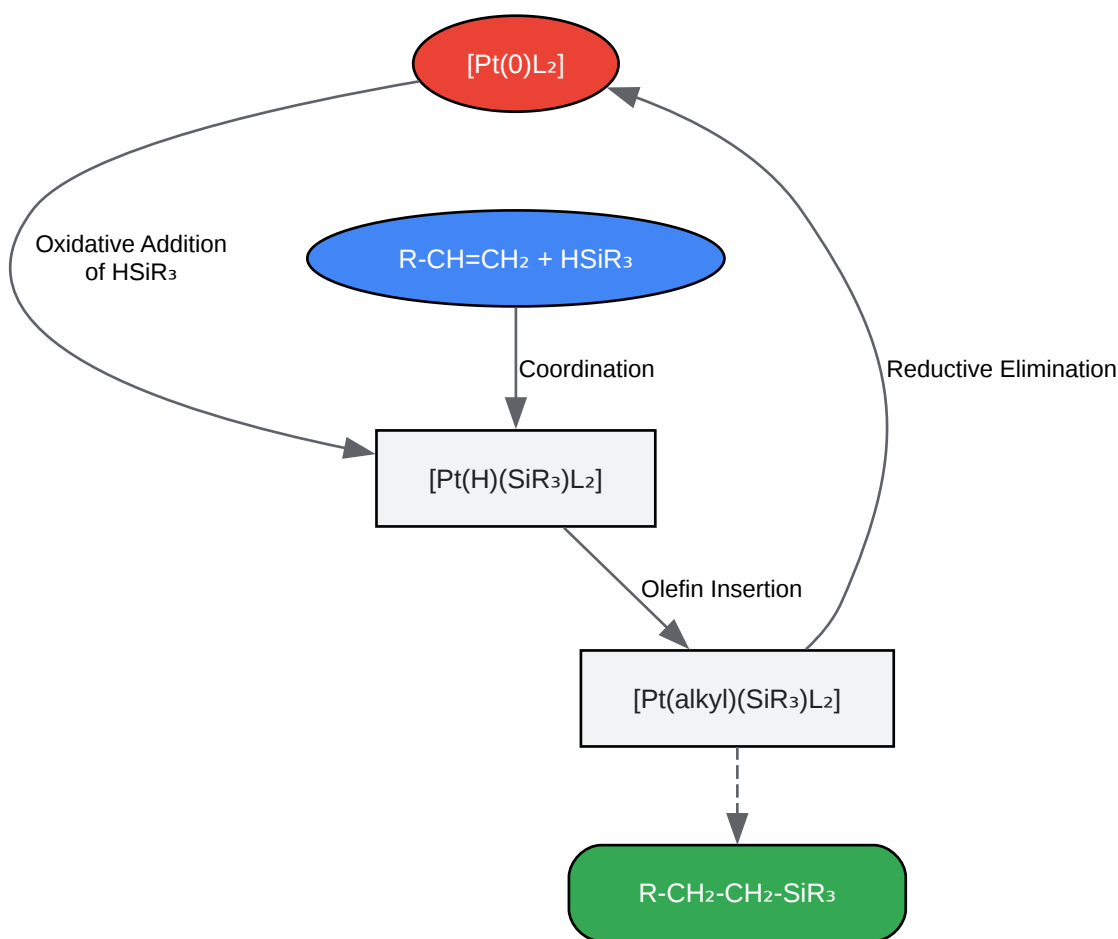 [Pt(0)L₂]
Oxidative Addition
of HSiR₃
R-CH=CH₂ + HSiR₃
Coordination
Reductive Elimination
[Pt(H)(SiR₃)L₂]
Olefin Insertion
[Pt(alkyl)(SiR₃)L₂]
R-CH₂-CH₂-SiR₃